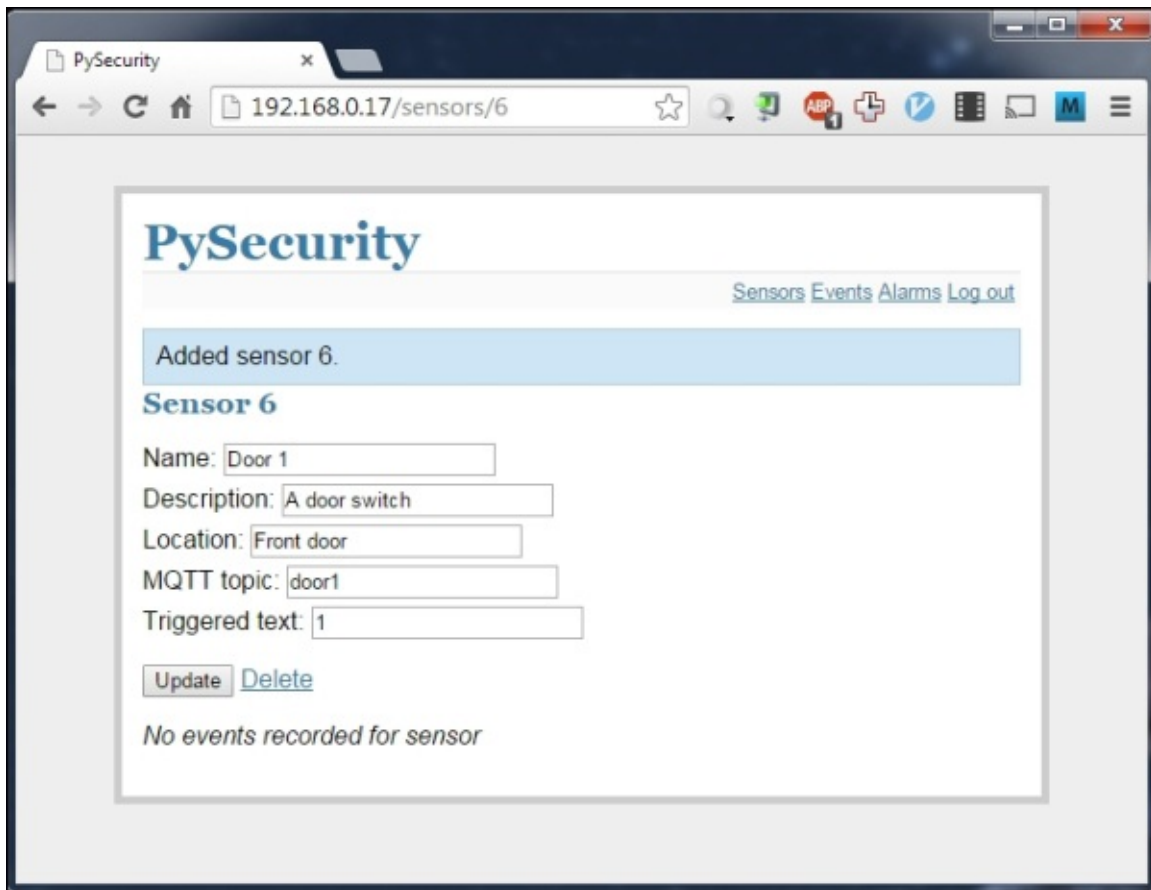 PySecurity
192.168.0.17/sensors/6
ABP
1
M
PySecurity
Sensors Events Alarms Log out
Added sensor 6.
Sensor 6
Name: Door 1
Description: A door switch
Location: Front door
MQTT topic: door1
Triggered text: 1
Update Delete
No events recorded for sensor